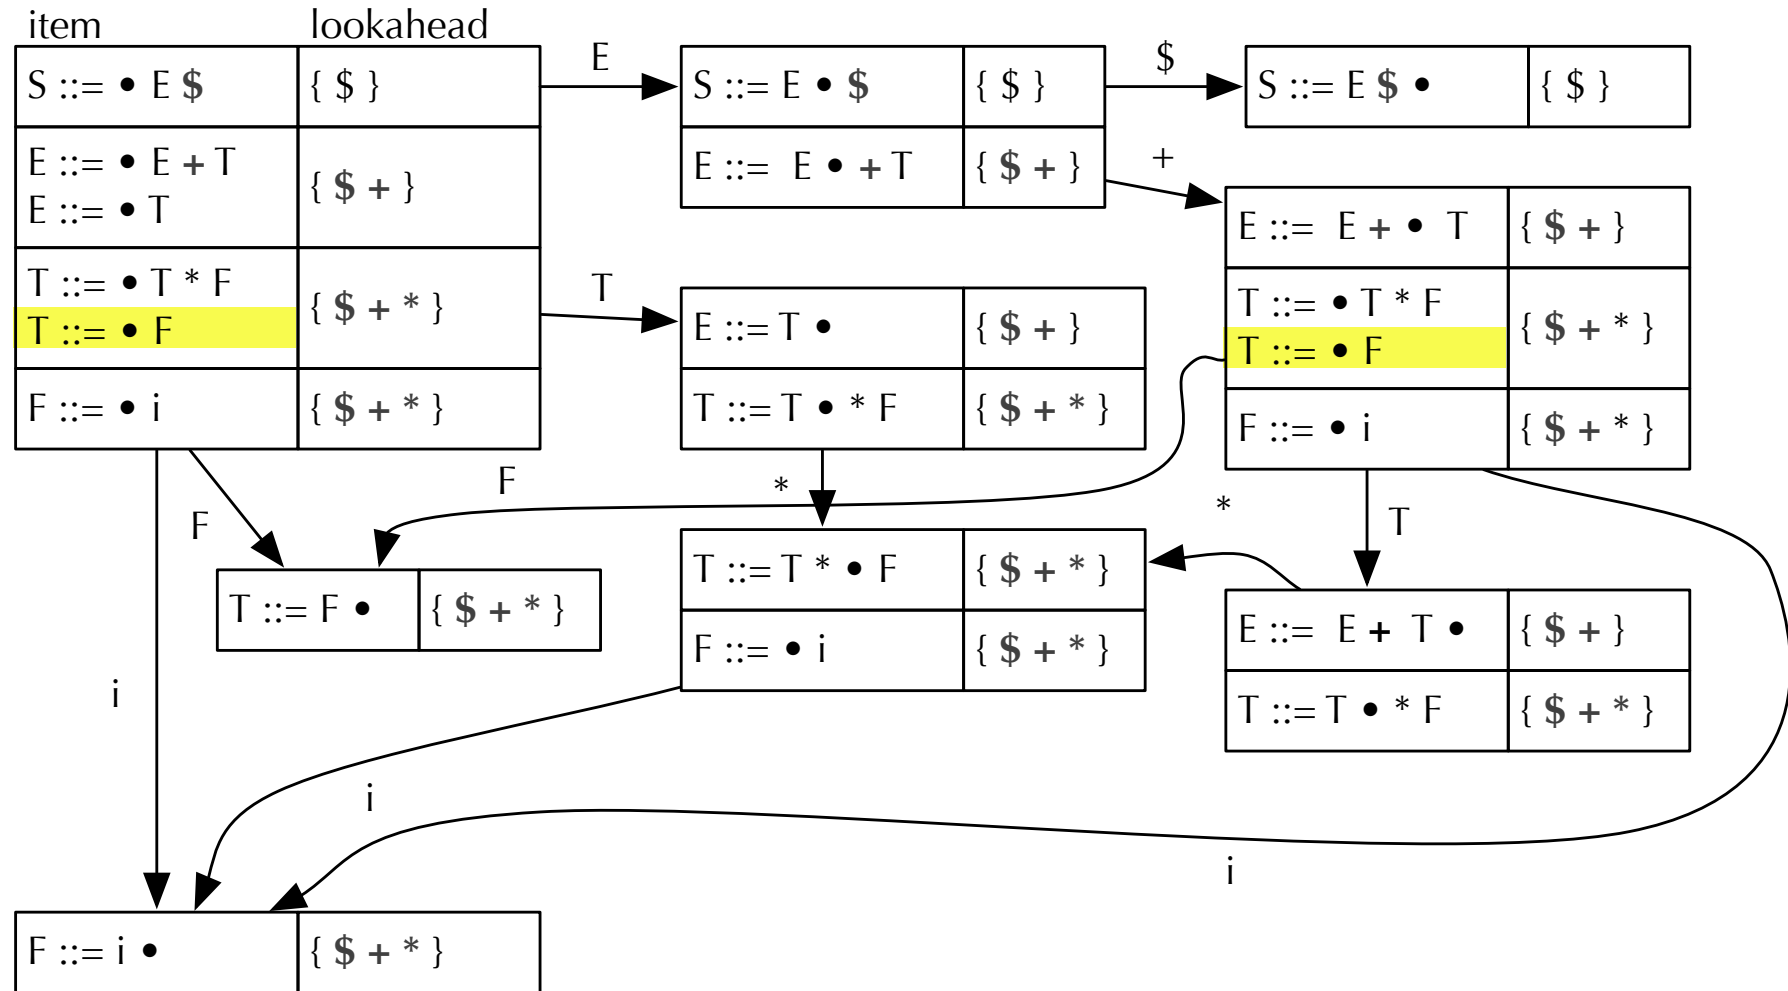 item lookahead
S ::= • E $ { $ }
E ::= • E + T
E ::= • T
{ $ + }
T ::= • T * F
T ::= • F
{ $ + * }
F ::= • i { $ + * }
E
S ::= E • $ { $ }
E ::= E • + T { $ + }
$
S ::= E $ • { $ }
+
E ::= E + • T { $ + }
T ::= • T * F
T ::= • F
{ $ + * }
F ::= • i { $ + * }
T
E ::= T • { $ + }
T ::= T • * F { $ + * }
F
F
*
*
T
T ::= F • { $ + * }
T ::= T * • F { $ + * }
F ::= • i { $ + * }
E ::= E + T • { $ + }
T ::= T • * F { $ + * }
i
i
i
F ::= i • { $ + * }